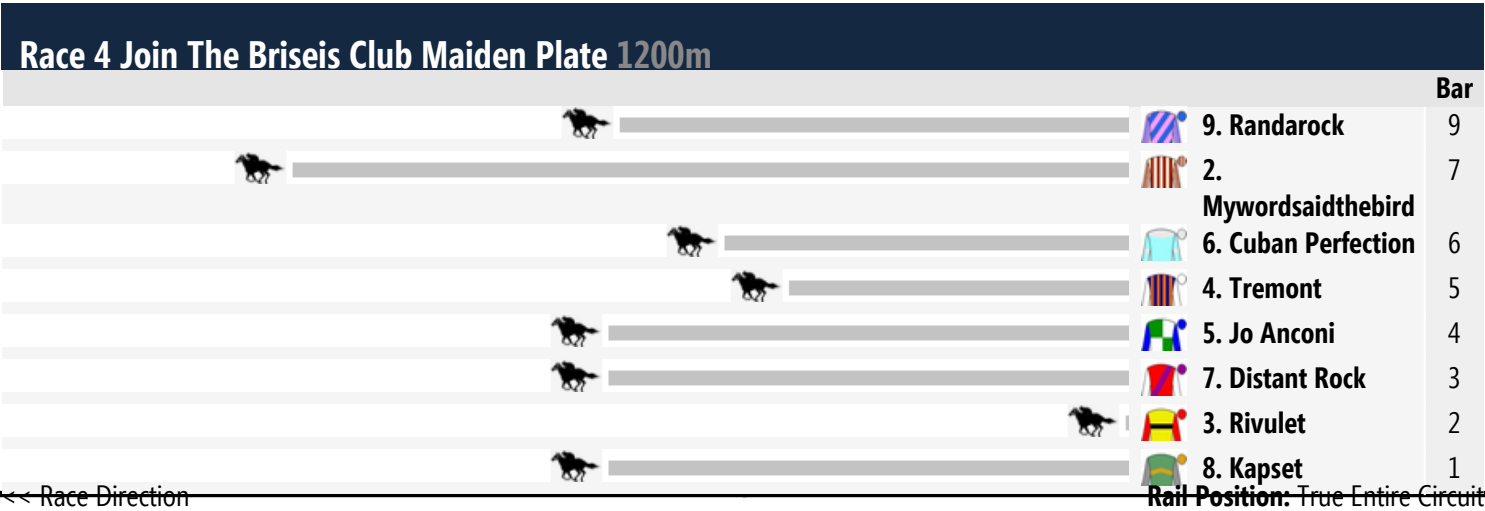 Race 4 Join The Briseis Club Maiden Plate 1200m
Bar
9. Randarock 9
2. 7
Mywordsaidthebird
6. Cuban Perfection 6
4. Tremont 5
5. Jo Anconi 4
7. Distant Rock 3
3. Rivulet 2
8. Kapset 1
<< Race Direction Rail Position: True Entire Circuit